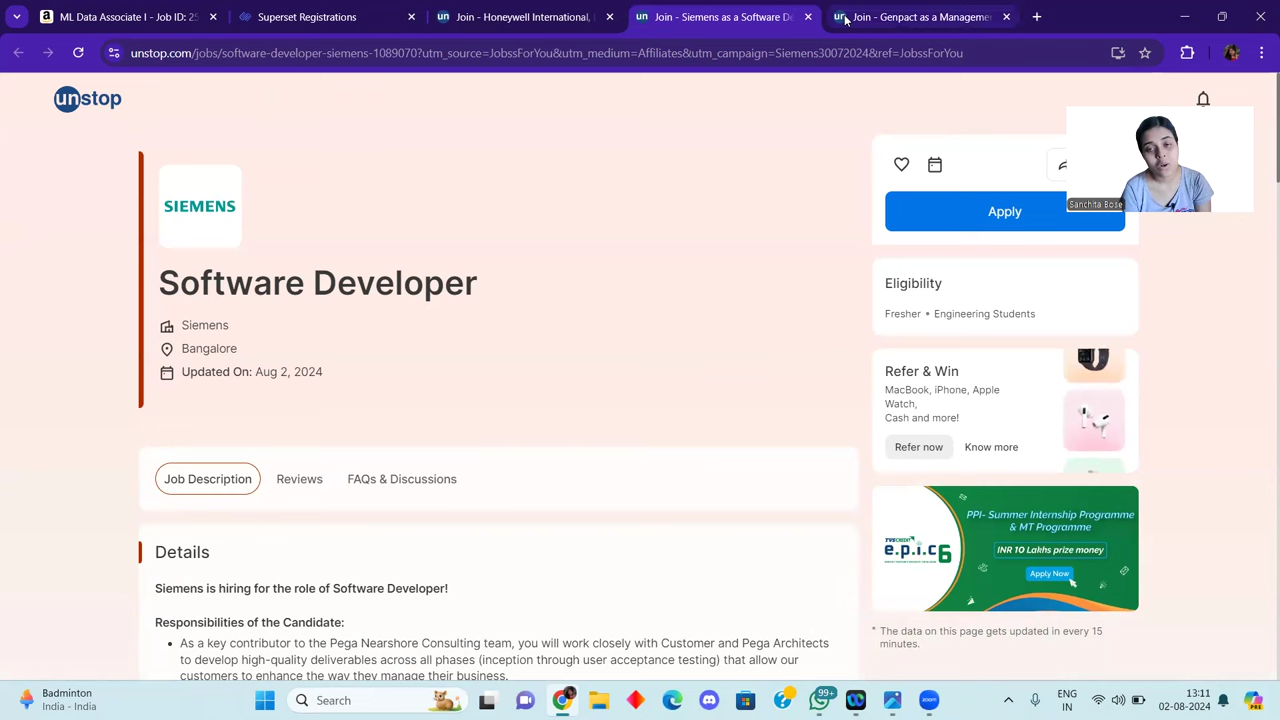 ML Data Associate I - Job ID: 25
Superset Registrations
Join - Honeywell International,
Join - Siemens as a Software De
Join - Genpact as a Manageme
unstop.com/jobs/software-developer-siemens-1089070?utm_source=JobssForYou&utm_medium=Affiliates&utm_campaign=Siemens30072024&ref=JobssForYou
unstop
SIEMENS
Software Developer
Siemens
Bangalore
Updated On: Aug 2, 2024
Sanchita Bose
Apply
Eligibility
Fresher • Engineering Students
Refer & Win
MacBook, iPhone, Apple
Watch,
Cash and more!
Refer now Know more
Job Description Reviews FAQs & Discussions
TVS CREDIT
e.p.i.c 6
PPI- Summer Internship Programme
& MT Programme
INR 10 Lakhs prize money
Apply Now
Details
Siemens is hiring for the role of Software Developer!
Responsibilities of the Candidate:
• As a key contributor to the Pega Nearshore Consulting team, you will work closely with Customer and Pega Architects
to develop high-quality deliverables across all phases (inception through user acceptance testing) that allow our
customers to enhance the way they manage their business.
* The data on this page gets updated in every 15
minutes.
Badminton
India - India
Search
99+
ENG
IN
13:11
02-08-2024